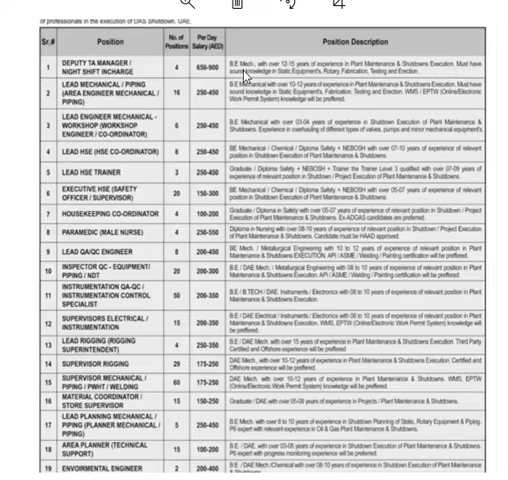 of professionals in the execution of DAS Shutdown, UAE.
Sr.# Position No. of Positions Per Day Salary (AED) Position Description
1 DEPUTY TA MANAGER / NIGHT SHIFT INCHARGE 4 650-900 B.E Mech., with over 12-15 years of experience in Plant Maintenance & Shutdowns Execution. Must have
sound knowledge in Static Equipment's, Rotary, Fabrication, Testing and Erection.
2 LEAD MECHANICAL / PIPING (AREA ENGINEER MECHANICAL / PIPING) 16 250-450 B.E Mechanical with over 10-12 years of experience in Plant Maintenance & Shutdowns Execution. Must have
sound knowledge in Static Equipment's, Fabrication, Testing and Erection. WMS / EPTW (Online/Electronic
Work Permit System) knowledge will be preffered.
3 LEAD ENGINEER MECHANICAL - WORKSHOP (WORKSHOP ENGINEER / CO-ORDINATOR) 6 250-450 B.E Mechanical with over 03-04 years of experience in Shutdown Execution of Plant Maintenance &
Shutdowns. Experience in overhauling of different types of valves, pumps and minor mechanical equipment's
4 LEAD HSE (HSE CO-ORDINATOR) 8 250-450 BE Mechanical / Chemical / Diploma Safety + NEBOSH with over 07-10 years of experience of relevant
position in Shutdown Execution of Plant Maintenance & Shutdowns.
5 LEAD HSE TRAINER 3 250-450 Graduate / Diploma Safety + NEBOSH + Trainer the Trainer Level 3 qualified with over 07-09 years of
experience of relevant position in Shutdown / Project Execution of Plant Maintenance & Shutdowns.
6 EXECUTIVE HSE (SAFETY OFFICER / SUPERVISOR) 20 150-300 BE Mechanical / Chemical / Diploma Safety + NEBOSH with over 05-07 years of experience of relevant
position in Shutdown Execution of Plant Maintenance & Shutdowns.
7 HOUSEKEEPING CO-ORDINATOR 4 100-200 Graduate / Diploma in Safety with over 05-07 years of experience of relevant position in Shutdown / Project
Execution of Plant Maintenance & Shutdowns. Ex-ADGAS candidates are preferred.
8 PARAMEDIC (MALE NURSE) 4 250-550 Diploma in Nursing with over 08-10 years of experience of relevant position in Shutdown / Project Execution
of Plant Maintenance & Shutdowns. Candidate must be HAAD approved.
9 LEAD QA/QC ENGINEER 8 200-450 BE Mech. / Metallurgical Engineering with 10 to 12 years of experience of relevant position in Plant
Maintenance & Shutdowns EXECUTION. API / ASME / Welding / Painting certification will be preffered.
10 INSPECTOR QC - EQUIPMENT/ PIPING / NDT 20 200-300 B.E / DAE Mech. / Metallurgical Engineering with 08 to 10 years of experience of relevant position in Plant
Maintenance & Shutdowns Execution. API / ASME / Welding / Painting certification will be preffered.
11 INSTRUMENTATION QA-QC / INSTRUMENTATION CONTROL SPECIALIST 50 200-350 B.E / B.TECH / DAE. Instruments / Electronics with 08 to 10 years of experience of relevant position in Plant
Maintenance & Shutdowns Execution.
12 SUPERVISORS ELECTRICAL / INSTRUMENTATION 15 200-350 B.E / DAE Electrical / Instruments / Electronics with 08 to 10 years of experience of relevant position in Plant
Maintenance & Shutdowns Execution. WMS, EPTW (Online/Electronic Work Permit System) knowledge will be
preffered.
13 LEAD RIGGING (RIGGING SUPERINTENDENT) 4 250-350 B.E / DAE Mech. with over 15 years of experience in Plant Maintenance & Shutdowns Execution. Third Party
Certified and Offshore experience will be preffered
14 SUPERVISOR RIGGING 29 175-250 DAE Mech., with over 10-12 years of experience in Plant Maintenance & Shutdowns Execution. Certified and
Offshore experience will be preffered.
15 SUPERVISOR MECHANICAL / PIPING / PWHT / WELDING 60 175-250 DAE Mech. with over 10-12 years of experience of Plant Maintenance & Shutdowns. WMS, EPTW
(Online/Electronic Work Permit System) knowledge will be preffered.
16 MATERIAL COORDINATOR / STORE SUPERVISOR 15 150-250 Graduate / DAE with over 05-08 years of experience in Projects / Plant Maintenance & Shutdowns.
17 LEAD PLANNING MECHANICAL / PIPING (PLANNER MECHANICAL / PIPING) 5 250-450 B.E Mech. with over 8 to 10 years of experience in Shutdown Planning of Static, Rotary Equipment & Piping.
P6 expert with relevant experience in Oil & Gas Plant Maintenance & Shutdowns.
18 AREA PLANNER (TECHNICAL SUPPORT) 15 100-200 B.E / DAE. with over 03-05 years of experience in Shutdown Execution of Plant Maintenance & Shutdowns.
P6 expert with progress monitoring experience will be preffered.
19 ENVOIRMENTAL ENGINEER 2 200-400 B.E / DAE Mech./Chemical with over 08-10 years of experience in Shutdown Execution of Plant Maintenance
& Shutdowns.